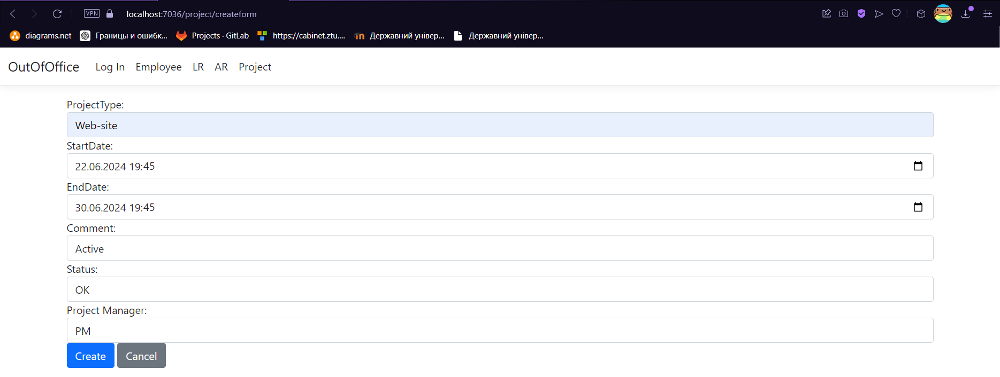 VPN localhost:7036/project/createform
diagrams.net Границы и ошибк... Projects · GitLab https://cabinet.ztu.... Державний універ... Державний універ...
OutOfOffice Log In Employee LR AR Project
ProjectType:
Web-site
StartDate:
22.06.2024 19:45
EndDate:
30.06.2024 19:45
Comment:
Active
Status:
OK
Project Manager:
PM
Create Cancel